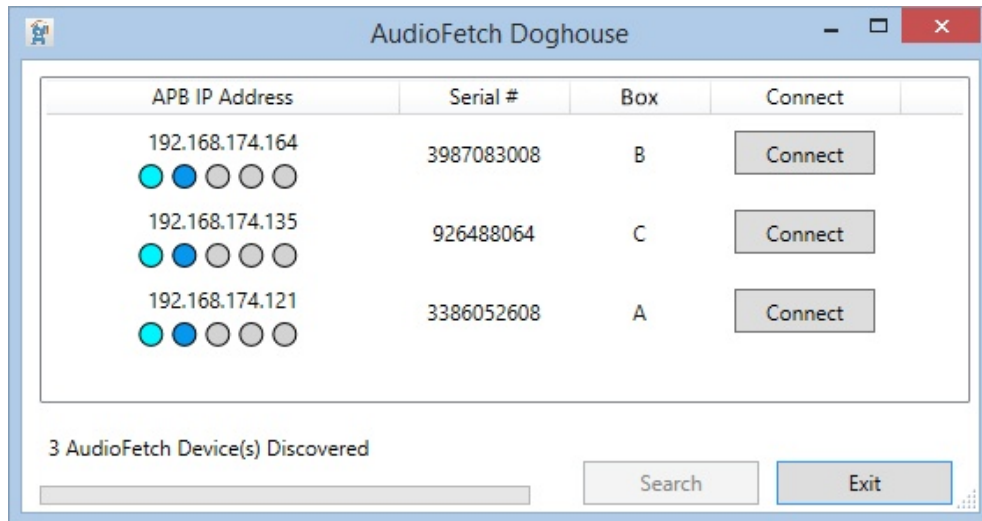 AudioFetch Doghouse
APB IP Address Serial # Box Connect
192.168.174.164
3987083008 B Connect
192.168.174.135
926488064 C Connect
192.168.174.121
3386052608 A Connect
3 AudioFetch Device(s) Discovered
Search Exit